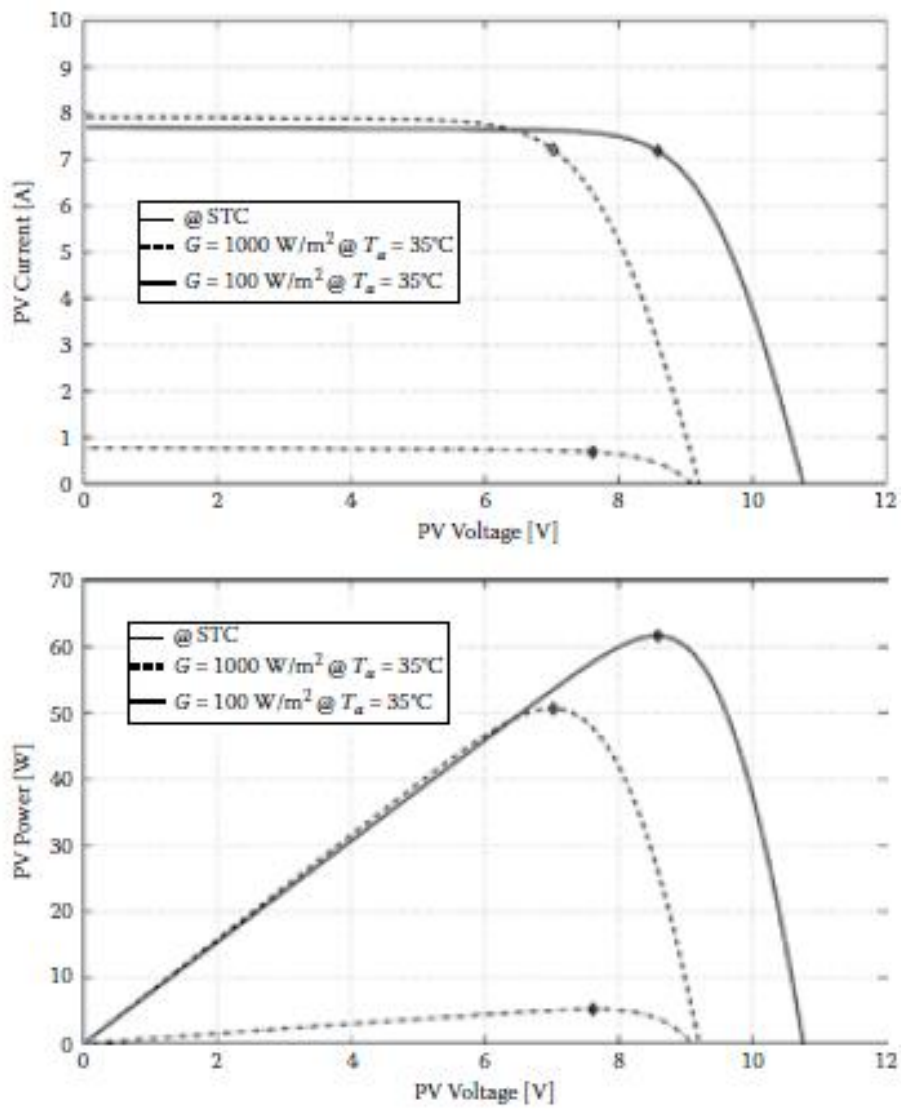 10
9
8
7
6
5
4
3
2
1
0
PV Current [A]
@ STC
G = 1000 W/m² @ Tₐ = 35°C
G = 100 W/m² @ Tₐ = 35°C
0 2 4 6 8 10 12
PV Voltage [V]
70
60
50
40
30
20
10
0
PV Power [W]
@ STC
G = 1000 W/m² @ Tₐ = 35°C
G = 100 W/m² @ Tₐ = 35°C
0 2 4 6 8 10 12
PV Voltage [V]